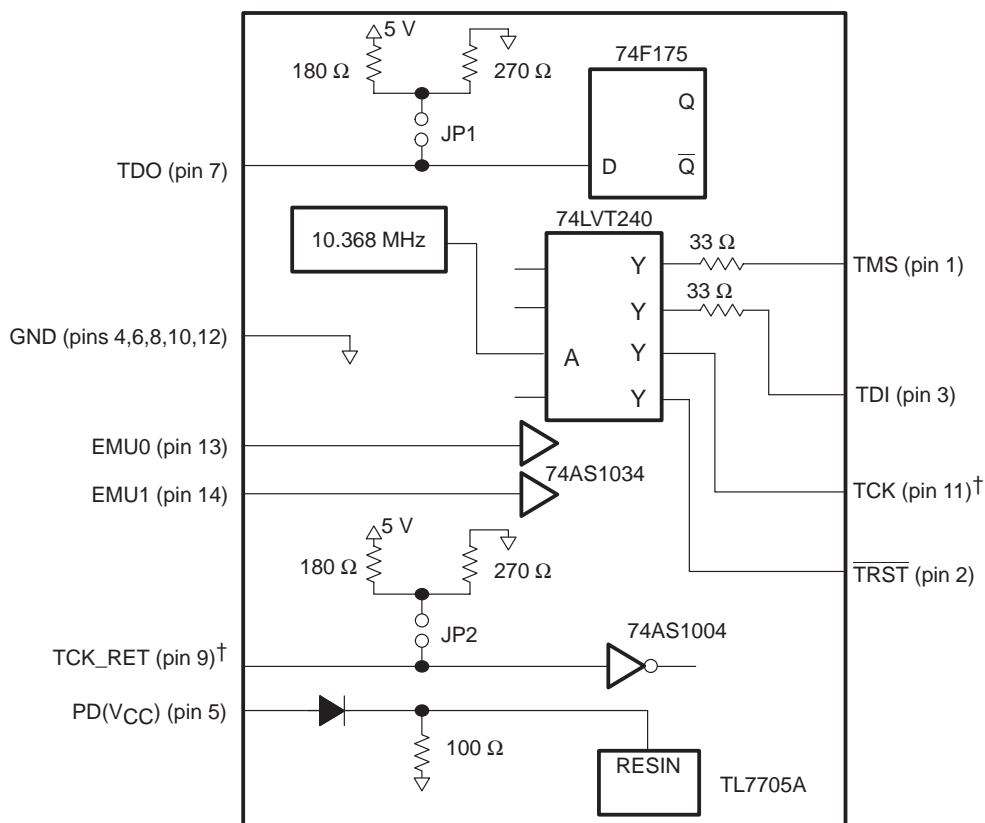 5 V
180 Ω
270 Ω
JP1
74F175
Q
D
Q̅
TDO (pin 7)
10.368 MHz
74LVT240
33 Ω
Y
TMS (pin 1)
33 Ω
Y
GND (pins 4,6,8,10,12)
A
Y
Y
TDI (pin 3)
EMU0 (pin 13)
74AS1034
EMU1 (pin 14)
TCK (pin 11)†
5 V
180 Ω
270 Ω
T̅R̅S̅T̅ (pin 2)
JP2
74AS1004
TCK_RET (pin 9)†
PD(VCC) (pin 5)
100 Ω
RESIN
TL7705A